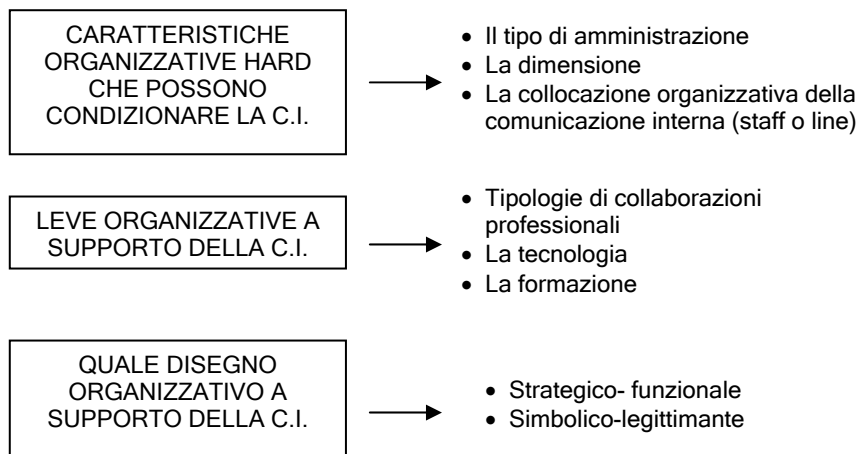 CARATTERISTICHE
ORGANIZZATIVE HARD
CHE POSSONO
CONDIZIONARE LA C.I.
• Il tipo di amministrazione
• La dimensione
• La collocazione organizzativa della
comunicazione interna (staff o line)
LEVE ORGANIZZATIVE A
SUPPORTO DELLA C.I.
• Tipologie di collaborazioni
professionali
• La tecnologia
• La formazione
QUALE DISEGNO
ORGANIZZATIVO A
SUPPORTO DELLA C.I.
• Strategico- funzionale
• Simbolico-legittimante